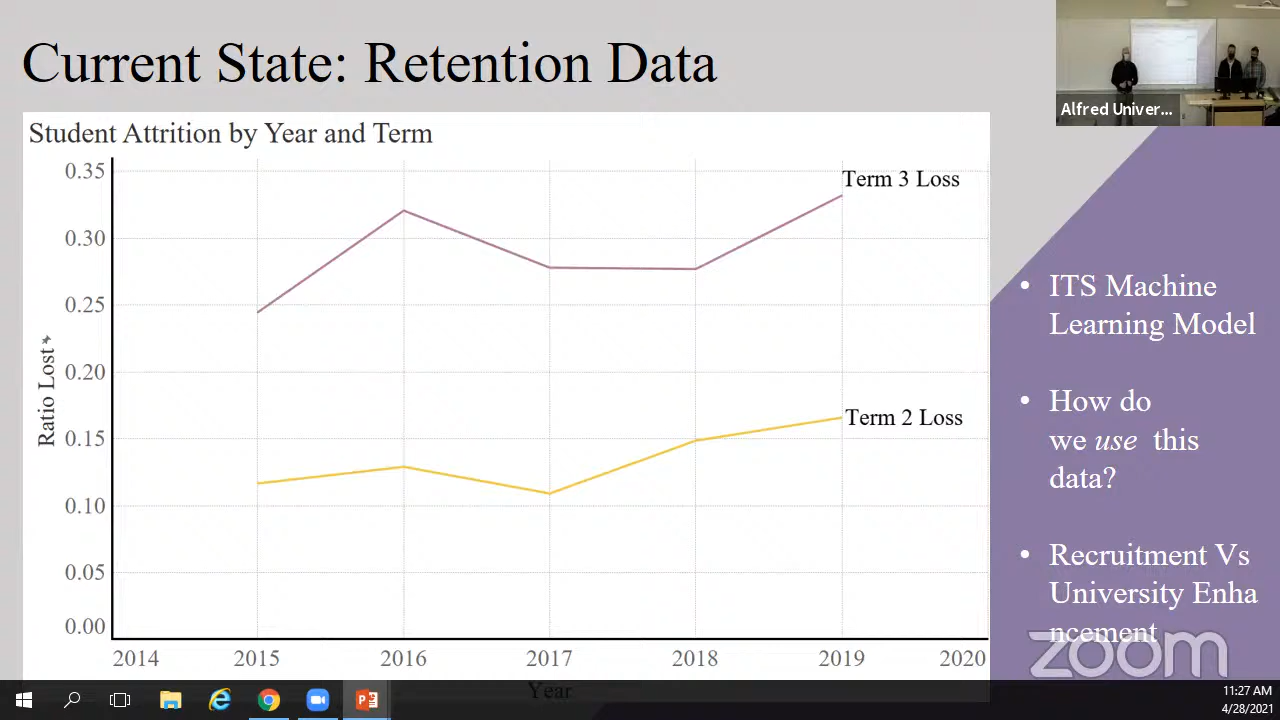 Current State: Retention Data
Alfred Univer...
Student Attrition by Year and Term
0.35
0.30
0.25
0.20
0.15
0.10
0.05
0.00
Ratio Lost*
Term 3 Loss
Term 2 Loss
2014 2015 2016 2017 2018 2019 2020
Year
• ITS Machine
Learning Model
• How do
we use this
data?
• Recruitment Vs
University Enha
ncement
zoom
11:27 AM
4/28/2021